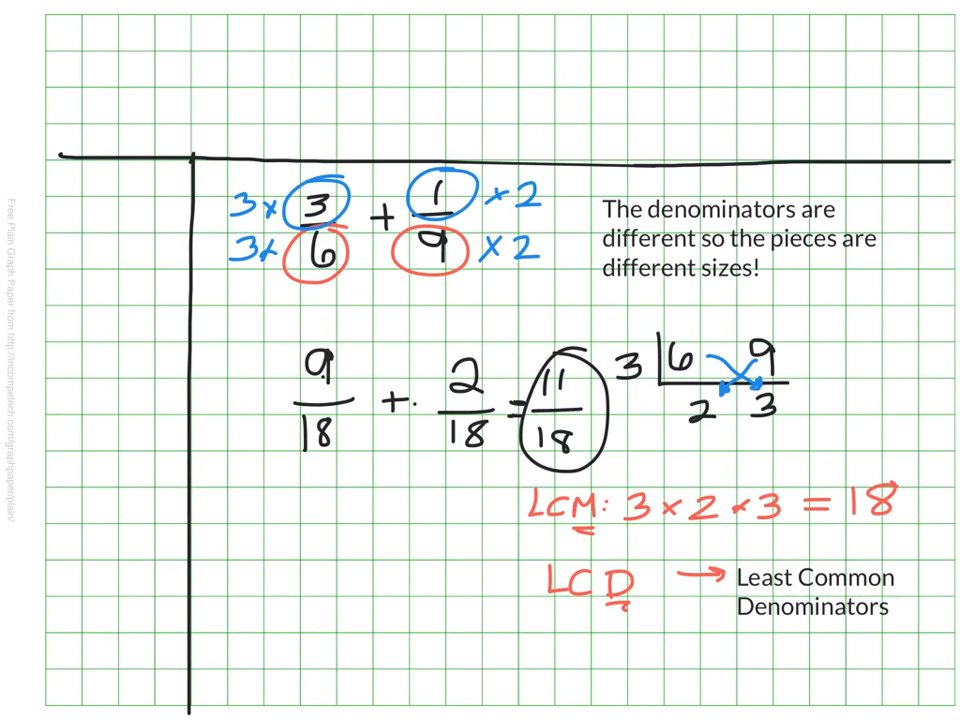 3 × 3/6 + 1/9 × 2
3 × × 2
The denominators are
different so the pieces are
different sizes!
9/18 + 2/18 = 11/18
3 | 6 9
2 3
LCM: 3 × 2 × 3 = 18
LCD → Least Common
Denominators
Free Plain Graph Paper from http://incompetech.com/graphpaper/plain/